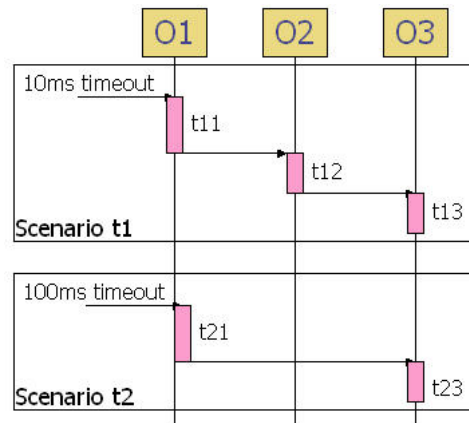 O1 O2 O3
10ms timeout
t11
t12
t13
Scenario t1
100ms timeout
t21
t23
Scenario t2